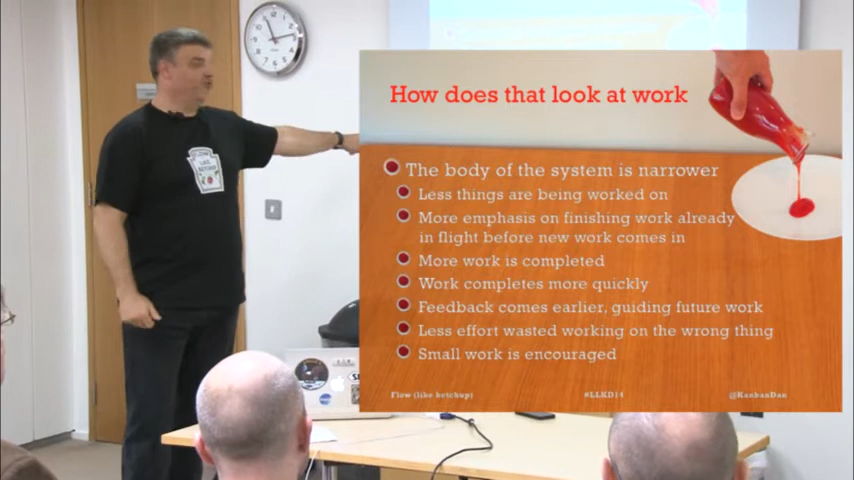 How does that look at work
The body of the system is narrower
Less things are being worked on
More emphasis on finishing work already
in flight before new work comes in
More work is completed
Work completes more quickly
Feedback comes earlier, guiding future work
Less effort wasted working on the wrong thing
Small work is encouraged
Flow (like ketchup)
#LLKD14
@KanbanDan